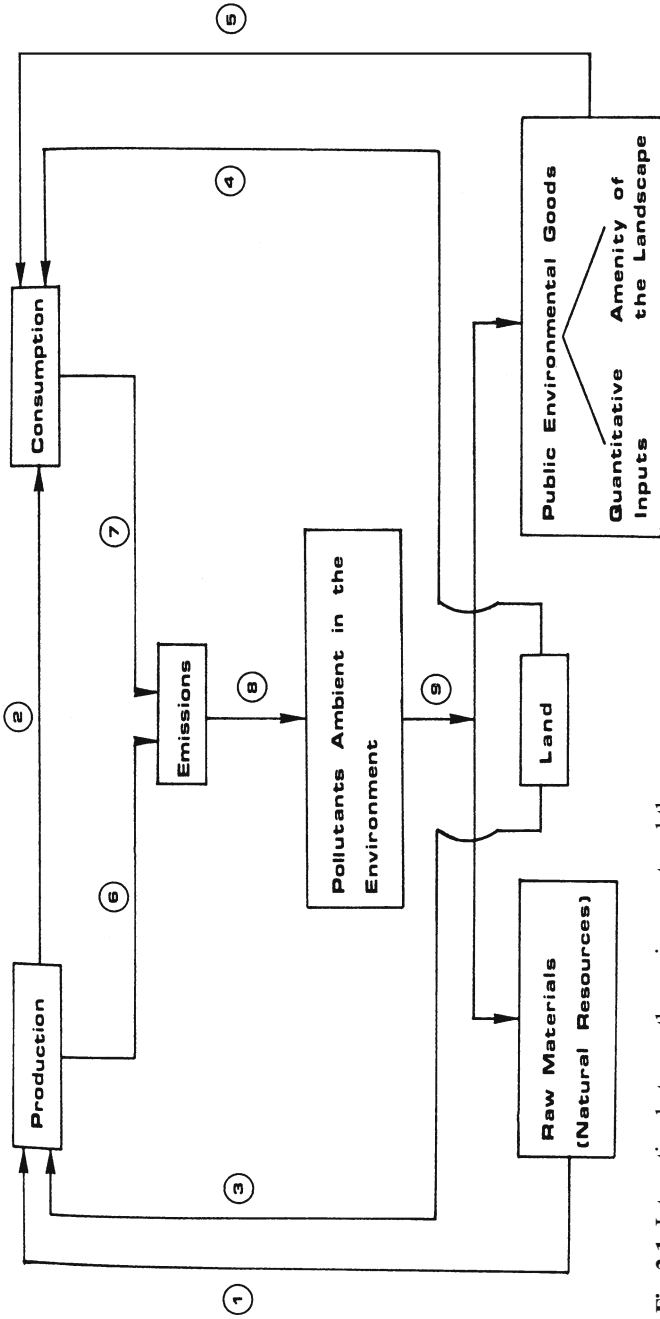 5
4
Consumption
7
2
Production
6
Emissions
8
Pollutants Ambient in the
Environment
9
3
1
Raw Materials
(Natural Resources)
Land
Public Environmental Goods
Quantitative Amenity of
Inputs the Landscape